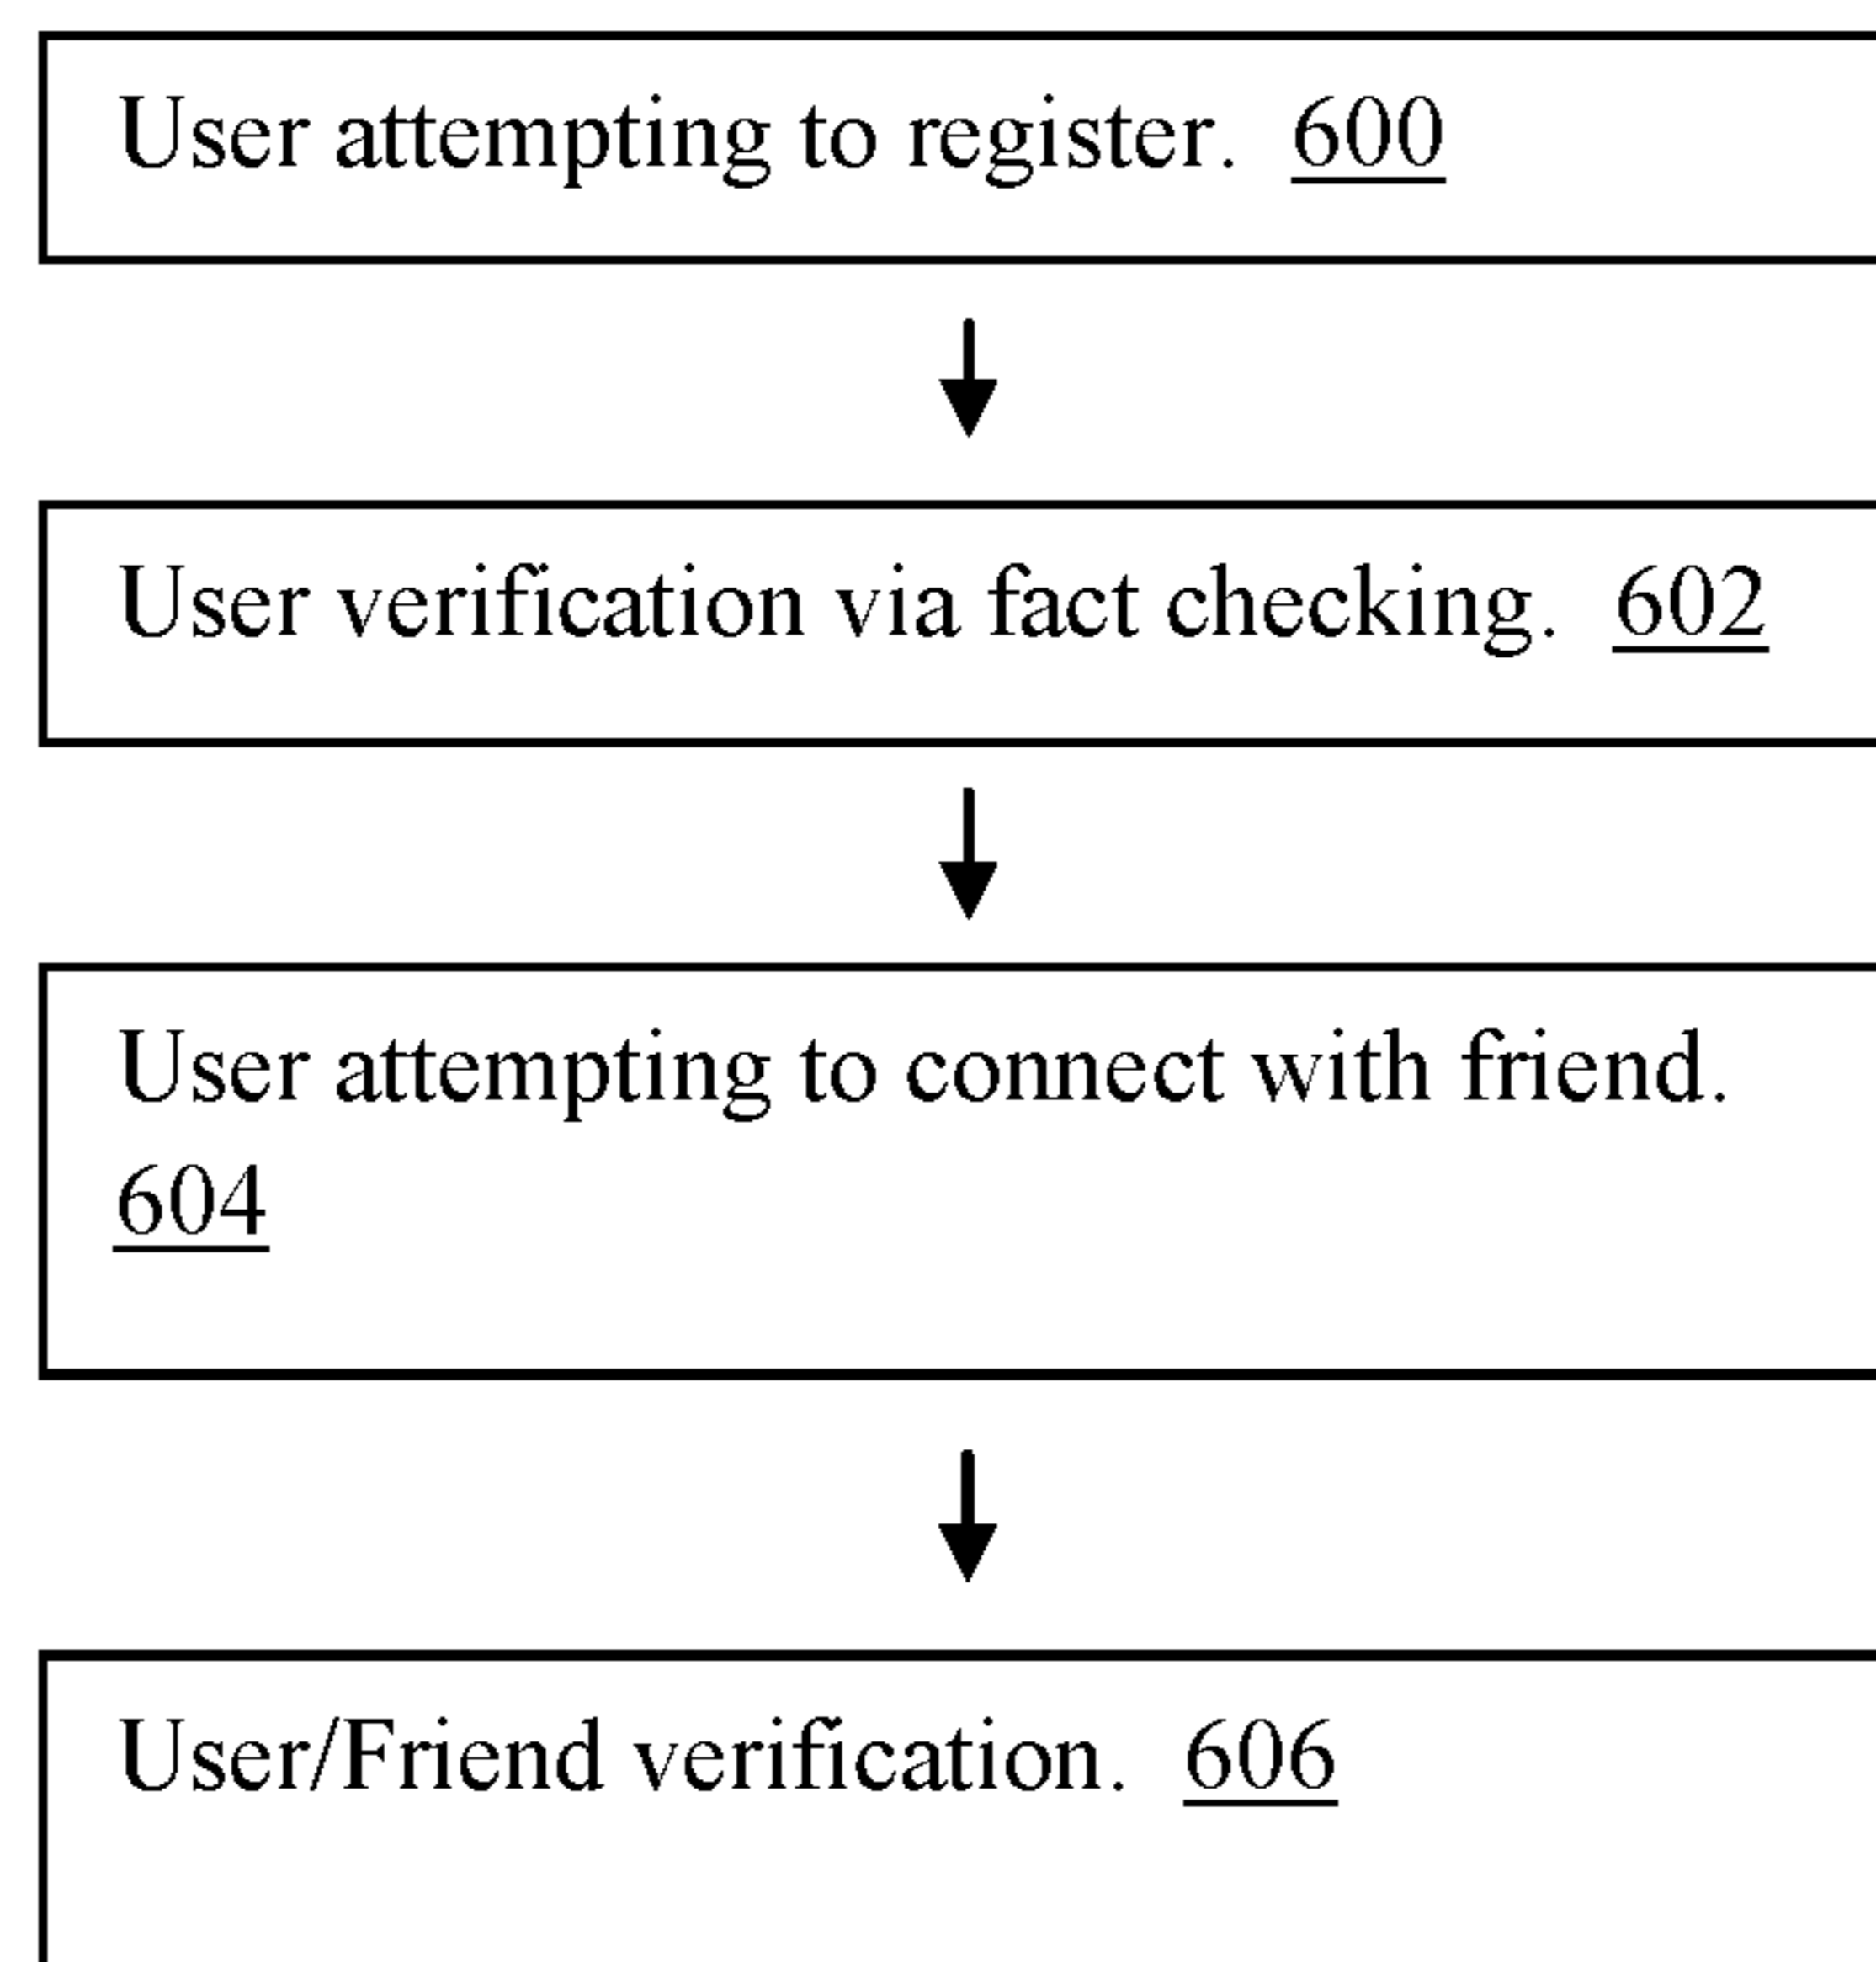 User attempting to register. 600
User verification via fact checking. 602
User attempting to connect with friend.
604
User/Friend verification. 606